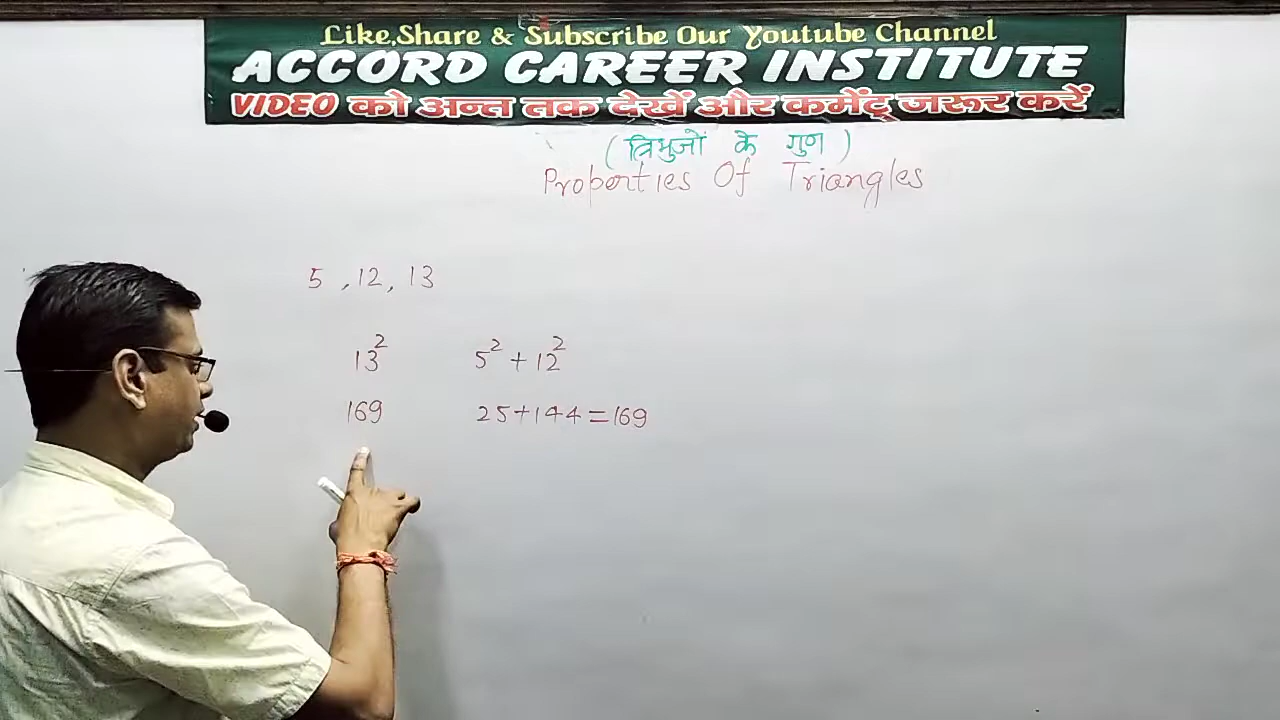 Like,Share & Subscribe Our Youtube Channel
ACCORD CAREER INSTITUTE
VIDEO को अन्त तक देखें और कमेंट् जरूर करें
(त्रिभुजों के गुण)
Properties Of Triangles
5 , 12, 13
13² 5² + 12²
169 25+144=169